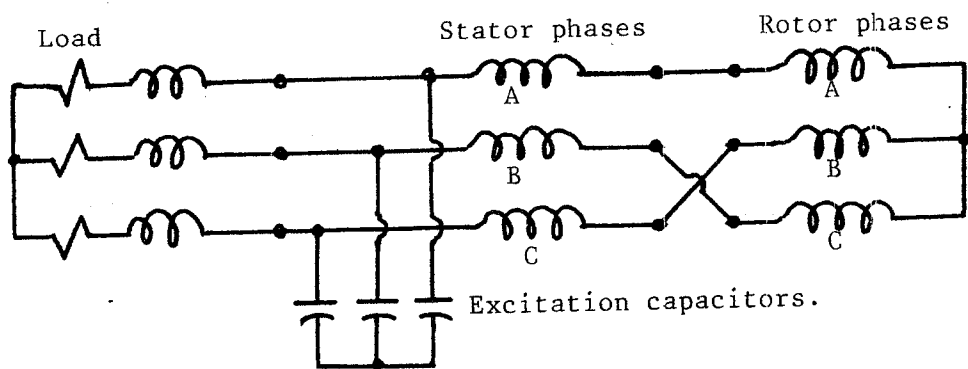 Load
Stator phases
Rotor phases
A
A
B
B
C
C
Excitation capacitors.